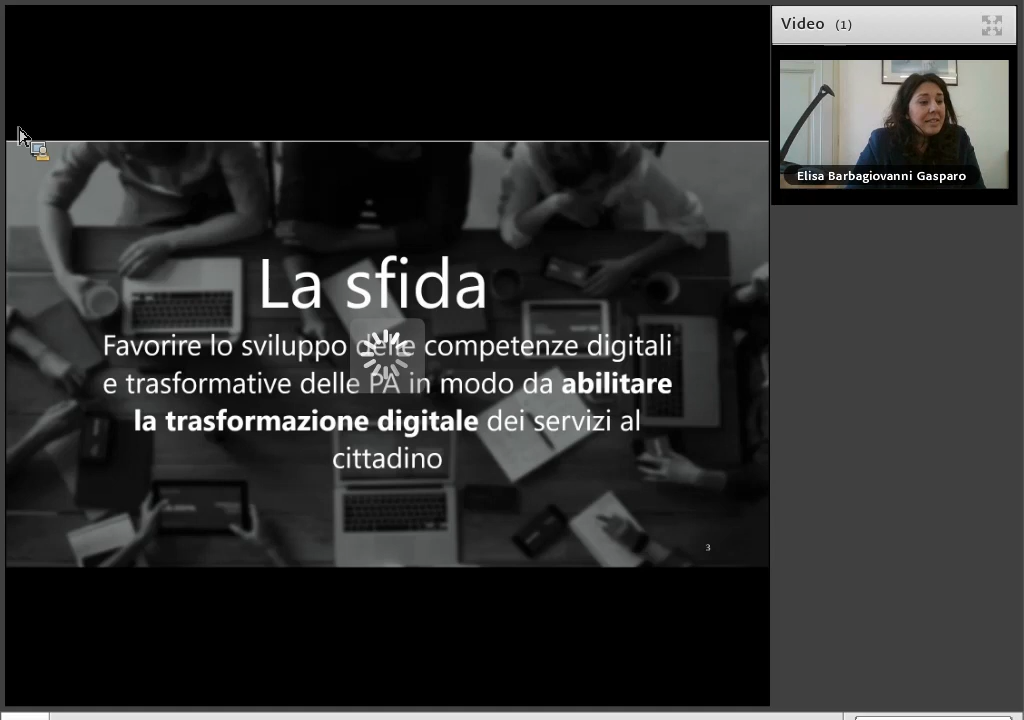 Video (1)
Elisa Barbagiovanni Gasparo
La sfida
Favorire lo sviluppo delle competenze digitali
e trasformative delle PA in modo da abilitare
la trasformazione digitale dei servizi al
cittadino
3